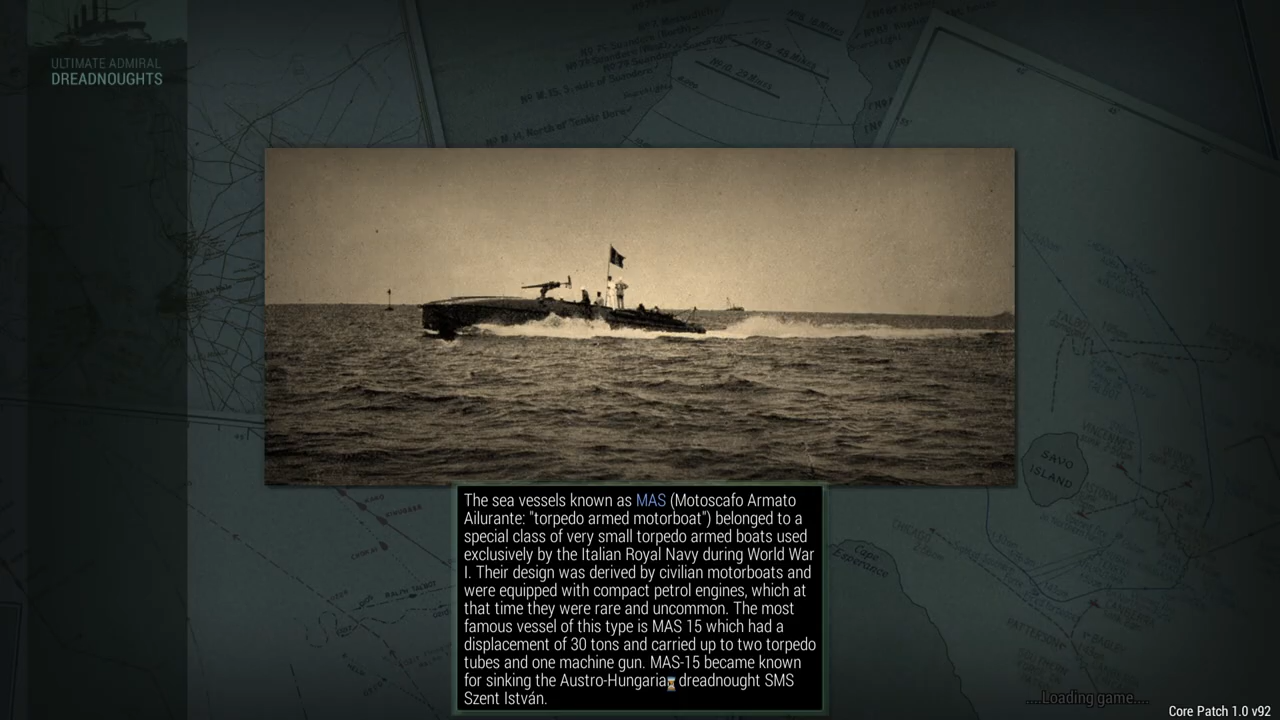 ULTIMATE ADMIRAL
DREADNOUGHTS
SAVO
ISLAND
Cape
Esperance
The sea vessels known as MAS (Motoscafo Armato
Ailurante: "torpedo armed motorboat") belonged to a
special class of very small torpedo armed boats used
exclusively by the Italian Royal Navy during World War
I. Their design was derived by civilian motorboats and
were equipped with compact petrol engines, which at
that time they were rare and uncommon. The most
famous vessel of this type is MAS 15 which had a
displacement of 30 tons and carried up to two torpedo
tubes and one machine gun. MAS-15 became known
for sinking the Austro-Hungaria dreadnought SMS
Szent István.
....Loading game....
Core Patch 1.0 v92